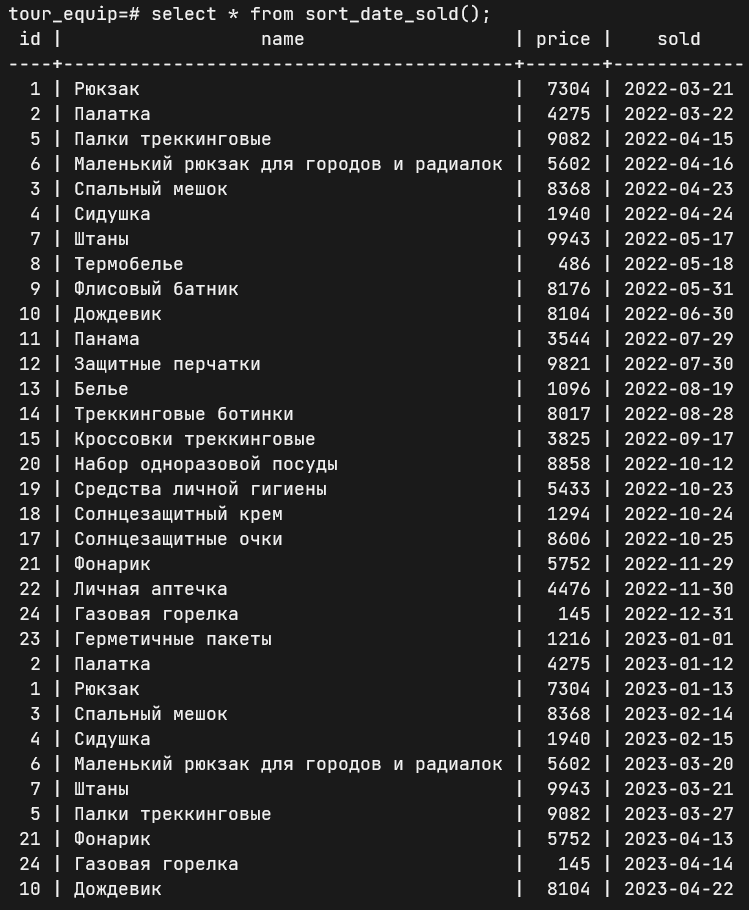 tour_equip=# select * from sort_date_sold();
 id |                  name                   | price |    sold
----+-----------------------------------------+-------+------------
  1 | Рюкзак                                  |  7304 | 2022-03-21
  2 | Палатка                                 |  4275 | 2022-03-22
  5 | Палки треккинговые                      |  9082 | 2022-04-15
  6 | Маленький рюкзак для городов и радиалок |  5602 | 2022-04-16
  3 | Спальный мешок                          |  8368 | 2022-04-23
  4 | Сидушка                                 |  1940 | 2022-04-24
  7 | Штаны                                   |  9943 | 2022-05-17
  8 | Термобелье                              |   486 | 2022-05-18
  9 | Флисовый батник                         |  8176 | 2022-05-31
 10 | Дождевик                                |  8104 | 2022-06-30
 11 | Панама                                  |  3544 | 2022-07-29
 12 | Защитные перчатки                       |  9821 | 2022-07-30
 13 | Белье                                   |  1096 | 2022-08-19
 14 | Треккинговые ботинки                    |  8017 | 2022-08-28
 15 | Кроссовки треккинговые                  |  3825 | 2022-09-17
 20 | Набор одноразовой посуды                |  8858 | 2022-10-12
 19 | Средства личной гигиены                 |  5433 | 2022-10-23
 18 | Солнцезащитный крем                     |  1294 | 2022-10-24
 17 | Солнцезащитные очки                     |  8606 | 2022-10-25
 21 | Фонарик                                 |  5752 | 2022-11-29
 22 | Личная аптечка                          |  4476 | 2022-11-30
 24 | Газовая горелка                         |   145 | 2022-12-31
 23 | Герметичные пакеты                      |  1216 | 2023-01-01
  2 | Палатка                                 |  4275 | 2023-01-12
  1 | Рюкзак                                  |  7304 | 2023-01-13
  3 | Спальный мешок                          |  8368 | 2023-02-14
  4 | Сидушка                                 |  1940 | 2023-02-15
  6 | Маленький рюкзак для городов и радиалок |  5602 | 2023-03-20
  7 | Штаны                                   |  9943 | 2023-03-21
  5 | Палки треккинговые                      |  9082 | 2023-03-27
 21 | Фонарик                                 |  5752 | 2023-04-13
 24 | Газовая горелка                         |   145 | 2023-04-14
 10 | Дождевик                                |  8104 | 2023-04-22